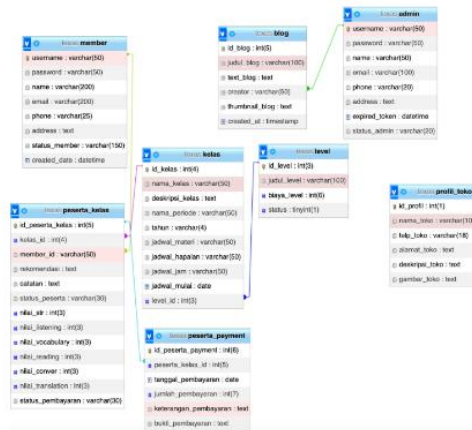 member
username : varchar(50)
password : varchar(50)
name : varchar(200)
email : varchar(200)
phone : varchar(25)
address : text
status_member : varchar(150)
created_date : datetime
blog
id_blog : int(5)
judul_blog : varchar(100)
text_blog : text
creator : varchar(50)
thumbnail_blog : text
created_at : timestamp
admin
username : varchar(50)
password : varchar(50)
name : varchar(50)
email : varchar(100)
phone : varchar(20)
address : text
expired_token : datetime
status_admin : varchar(20)
kelas
id_kelas : int(4)
nama_kelas : varchar(50)
deskripsi_kelas : text
nama_periode : varchar(50)
tahun : varchar(4)
jadwal_materi : varchar(50)
jadwal_hapalan : varchar(50)
jadwal_jam : varchar(50)
jadwal_mulai : date
level_id : int(3)
level
id_level : int(3)
judul_level : varchar(100)
biaya_level : int(6)
status : tinyint(1)
profil_toko
id_profil : int(1)
nama_toko : varchar(10
telp_toko : varchar(18)
alamat_toko : text
deskripsi_toko : text
gambar_toko : text
peserta_kelas
id_peserta_kelas : int(5)
kelas_id : int(4)
member_id : varchar(50)
rekomendasi : text
catatan : text
status_peserta : varchar(30)
nilai_str : int(3)
nilai_listening : int(3)
nilai_vocabulary : int(3)
nilai_reading : int(3)
nilai_conver : int(3)
nilai_translation : int(3)
status_pembayaran : varchar(30)
peserta_payment
id_peserta_payment : int(6)
peserta_kelas_id : int(5)
tanggal_pembayaran : date
jumlah_pembayaran : int(7)
keterangan_pembayaran : text
bukti_pembayaran : text